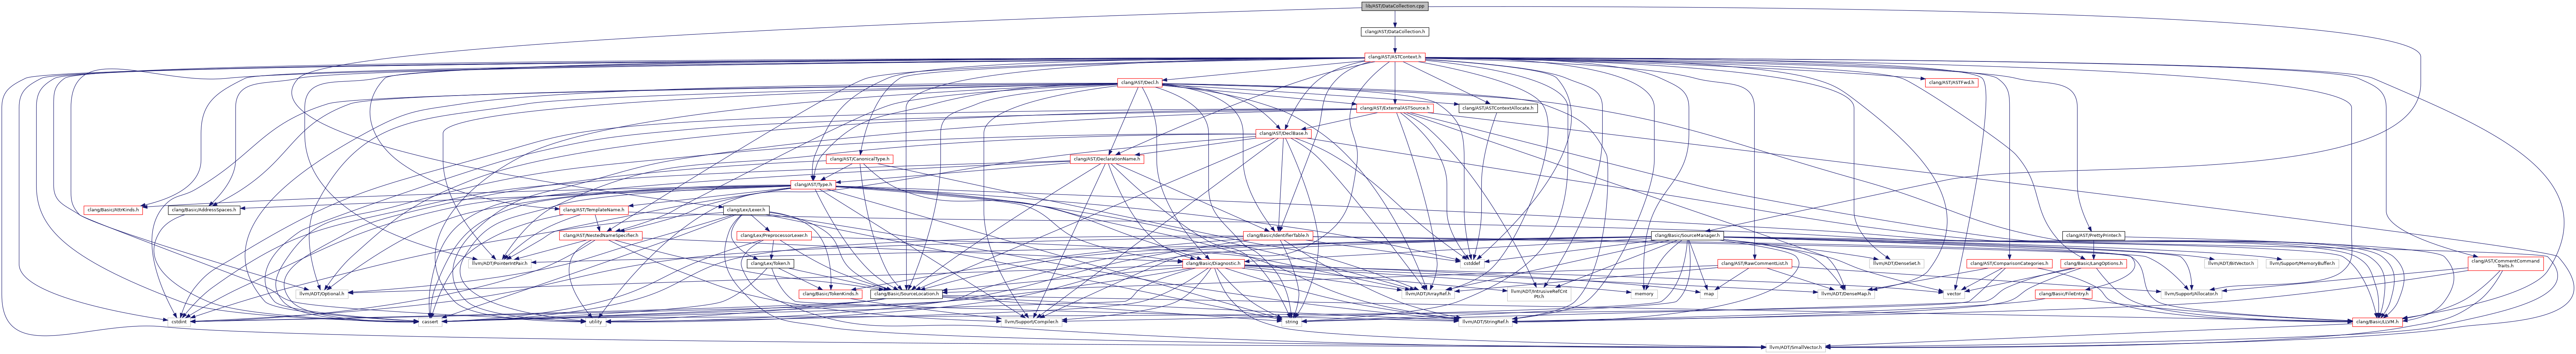 lib/AST/DataCollection.cpp
clang/AST/DataCollection.h
clang/AST/ASTContext.h
clang/AST/Decl.h
clang/AST/ASTFwd.h
clang/AST/ExternalASTSource.h
clang/AST/ASTContextAllocate.h
clang/AST/DeclBase.h
clang/AST/CanonicalType.h
clang/AST/DeclarationName.h
clang/AST/Type.h
clang/Basic/AttrKinds.h
clang/Basic/AddressSpaces.h
clang/AST/TemplateName.h
clang/Lex/Lexer.h
clang/AST/NestedNameSpecifier.h
clang/Lex/PreprocessorLexer.h
clang/Basic/IdentifierTable.h
clang/Basic/SourceManager.h
clang/AST/PrettyPrinter.h
llvm/ADT/PointerIntPair.h
clang/Lex/Token.h
clang/Basic/Diagnostic.h
cstddef
clang/AST/RawCommentList.h
llvm/ADT/DenseSet.h
clang/AST/ComparisonCategories.h
clang/Basic/LangOptions.h
llvm/ADT/BitVector.h
llvm/Support/MemoryBuffer.h
clang/AST/CommentCommand
Traits.h
llvm/ADT/Optional.h
clang/Basic/TokenKinds.h
clang/Basic/SourceLocation.h
llvm/ADT/ArrayRef.h
llvm/ADT/IntrusiveRefCnt
Ptr.h
memory
map
llvm/ADT/DenseMap.h
vector
clang/Basic/FileEntry.h
llvm/Support/Allocator.h
cstdint
cassert
utility
llvm/Support/Compiler.h
string
llvm/ADT/StringRef.h
clang/Basic/LLVM.h
llvm/ADT/SmallVector.h